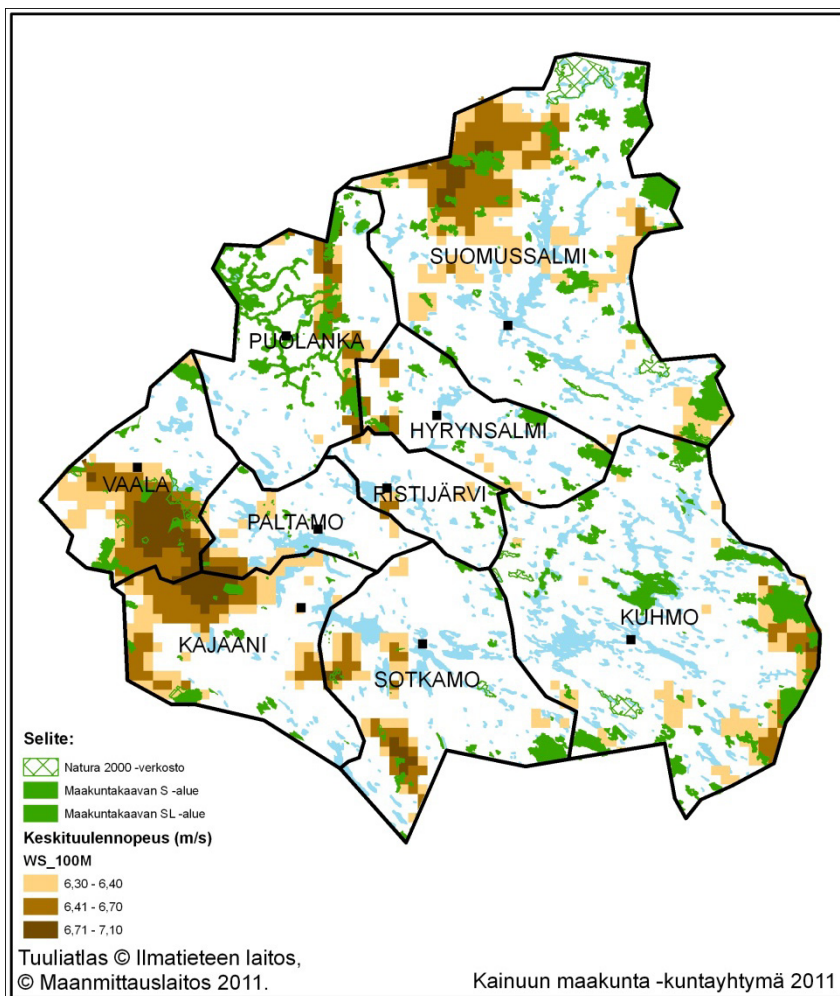 SUOMUSSALMI
PUOLANKA
HYRYNSALMI
VAALA
RISTIJÄRVI
PALTAMO
KUHMO
KAJAANI
SOTKAMO
Selite:
Natura 2000 -verkosto
Maakuntakaavan S -alue
Maakuntakaavan SL -alue
Keskituulennopeus (m/s)
WS_100M
6,30 - 6,40
6,41 - 6,70
6,71 - 7,10
Tuuliatlas © Ilmatieteen laitos,
© Maanmittauslaitos 2011.
Kainuun maakunta -kuntayhtymä 2011